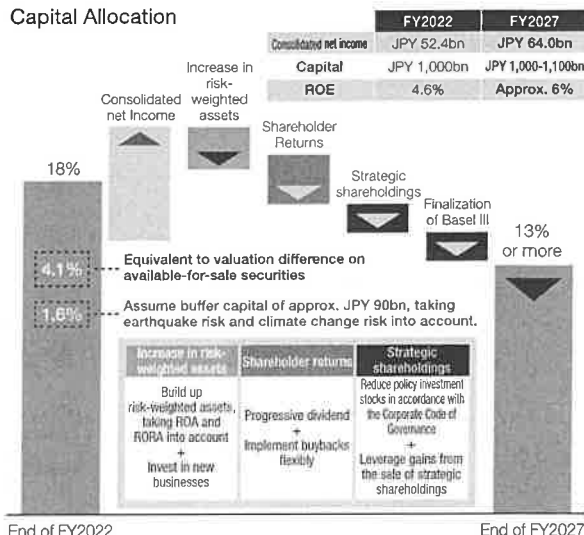 Capital Allocation
FY2022 FY2027
Consolidated net income JPY 52.4bn JPY 64.0bn
Capital JPY 1,000bn JPY 1,000-1,100bn
ROE 4.6% Approx. 6%
Increase in
risk-
weighted
assets
Consolidated
net Income
Shareholder
Returns
Strategic
shareholdings
Finalization
of Basel III
18%
13%
or more
4.1%
Equivalent to valuation difference on
available-for-sale securities
1.6%
Assume buffer capital of approx. JPY 90bn, taking
earthquake risk and climate change risk into account.
Increase in risk-
weighted assets
Build up
risk-weighted assets,
taking ROA and
RORA into account
+
Invest in new
businesses
Shareholder returns
Progressive dividend
+
Implement buybacks
flexibly
Strategic
shareholdings
Reduce policy investment
stocks in accordance with
the Corporate Code of
Governance
+
Leverage gains from
the sale of strategic
shareholdings
End of FY2022
End of FY2027